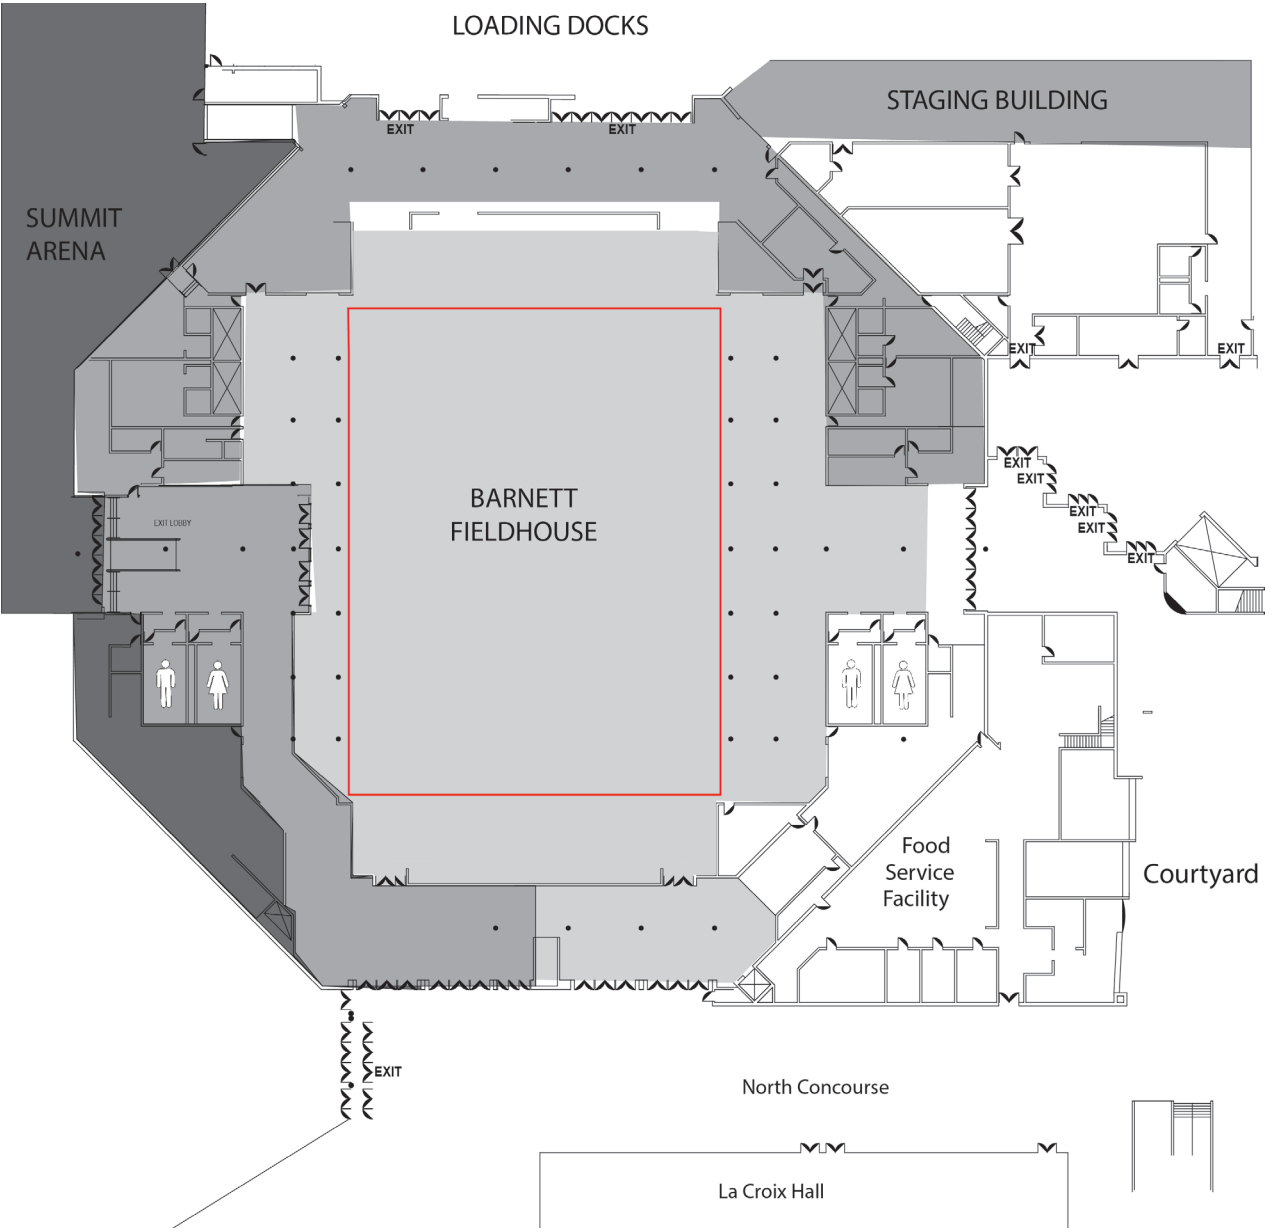 LOADING DOCKS
STAGING BUILDING
EXIT
EXIT
SUMMIT
ARENA
EXIT
EXIT
EXIT
EXIT
EXIT
EXIT
EXIT
BARNETT
FIELDHOUSE
EXIT LOBBY
Food
Service
Facility
Courtyard
EXIT
North Concourse
La Croix Hall